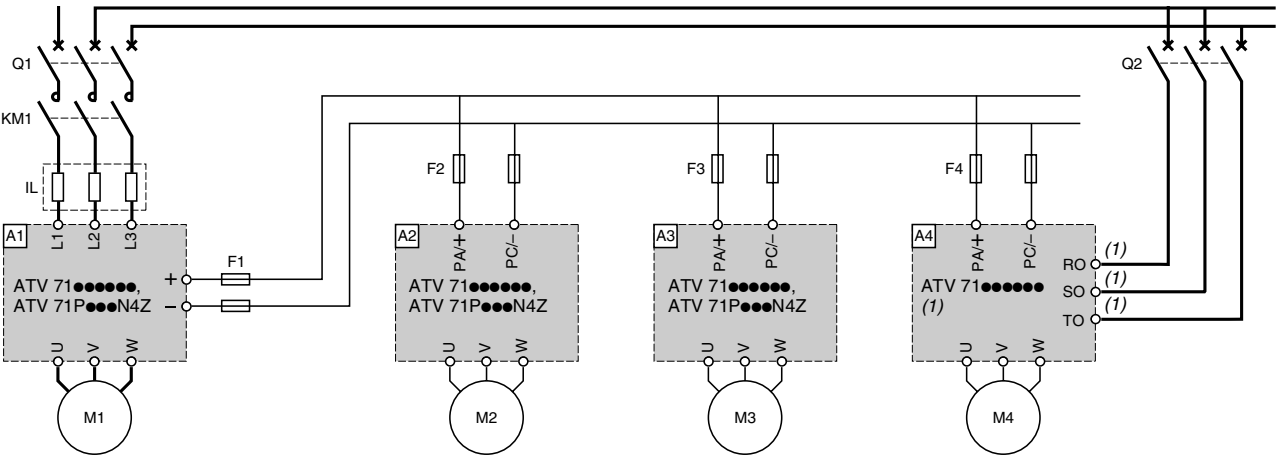 Q1
Q2
KM1
IL
F2
F3
F4
A1
L1
L2
L3
A2
PA/+
PC/–
A3
PA/+
PC/–
A4
PA/+
PC/–
F1
+
–
ATV 71●●●●●●,
ATV 71P●●●N4Z
ATV 71●●●●●●,
ATV 71P●●●N4Z
ATV 71●●●●●●,
ATV 71P●●●N4Z
ATV 71●●●●●●
(1)
RO
(1)
SO
(1)
TO
(1)
U
V
W
U
V
W
U
V
W
U
V
W
M1
M2
M3
M4